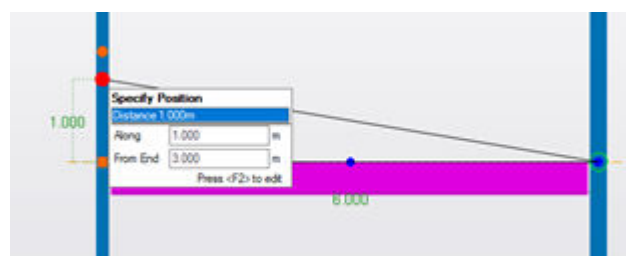 Specify Position
Distance 1.000m
Along 1.000 m
1.000
From End 3.000 m
Press <F2> to edit
6.000